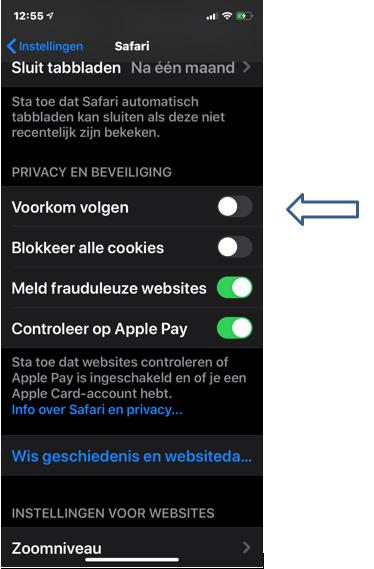 12:55
Instellingen
Safari
Sluit tabbladen Na één maand
Sta toe dat Safari automatisch
tabbladen kan sluiten als deze niet
recentelijk zijn bekeken.
PRIVACY EN BEVEILIGING
Voorkom volgen
Blokkeer alle cookies
Meld frauduleuze websites
Controleer op Apple Pay
Sta toe dat websites controleren of
Apple Pay is ingeschakeld en of je een
Apple Card-account hebt.
Info over Safari en privacy...
Wis geschiedenis en websiteda...
INSTELLINGEN VOOR WEBSITES
Zoomniveau